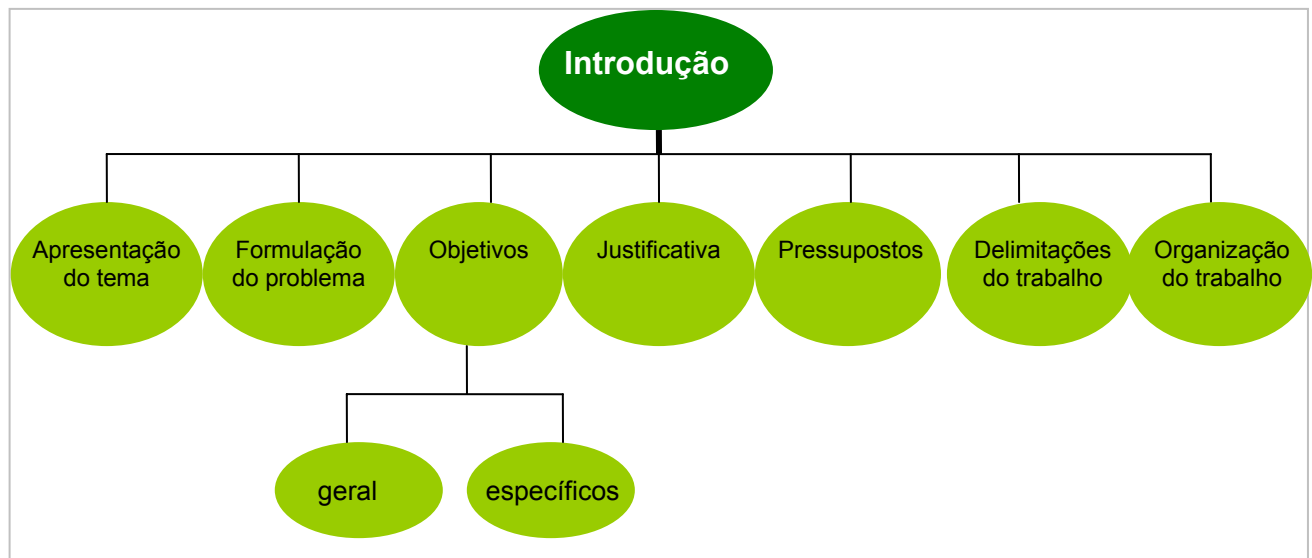 Introdução
Apresentação
do tema
Formulação
do problema
Objetivos
Justificativa
Pressupostos
Delimitações
do trabalho
Organização
do trabalho
geral
específicos